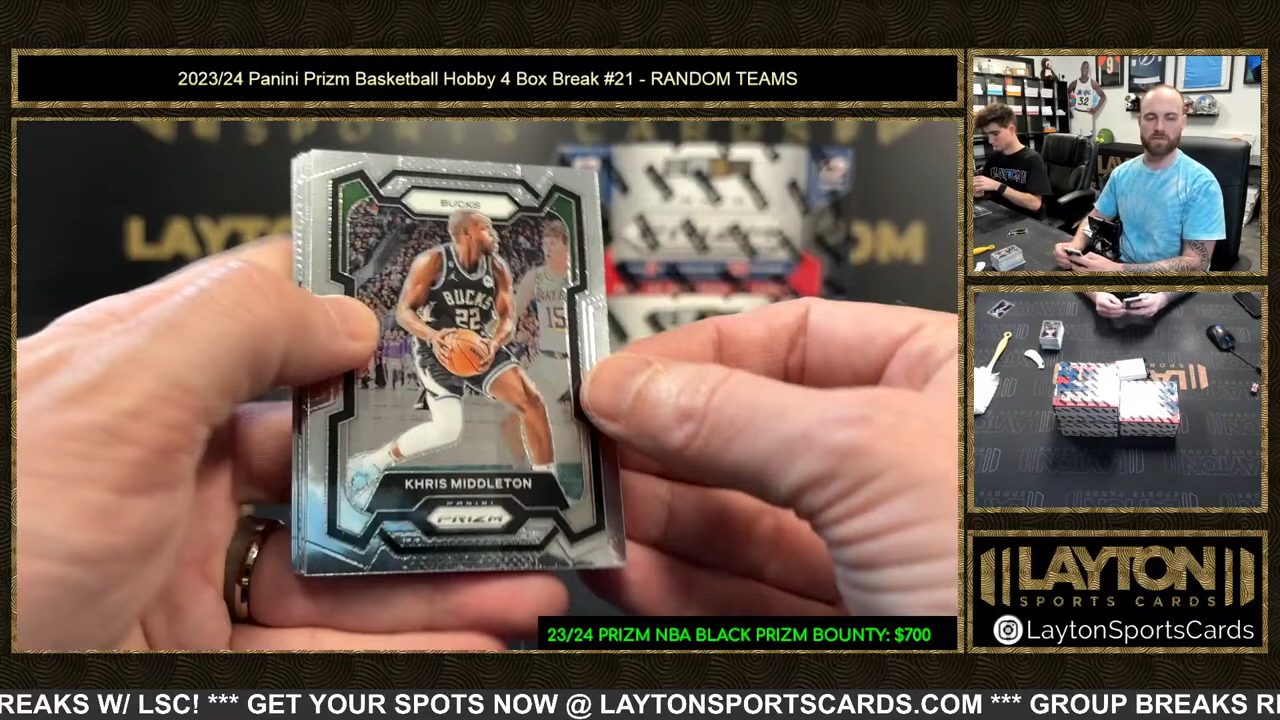 2023/24 Panini Prizm Basketball Hobby 4 Box Break #21 - RANDOM TEAMS
BUCKS
BUCKS
22
15
KHRIS MIDDLETON
PANINI
PRIZM
23/24 PRIZM NBA BLACK PRIZM BOUNTY: $700
32
LAYTON
SPORTS CARDS
LaytonSportsCards
REAKS W/ LSC! *** GET YOUR SPOTS NOW @ LAYTONSPORTSCARDS.COM *** GROUP BREAKS R